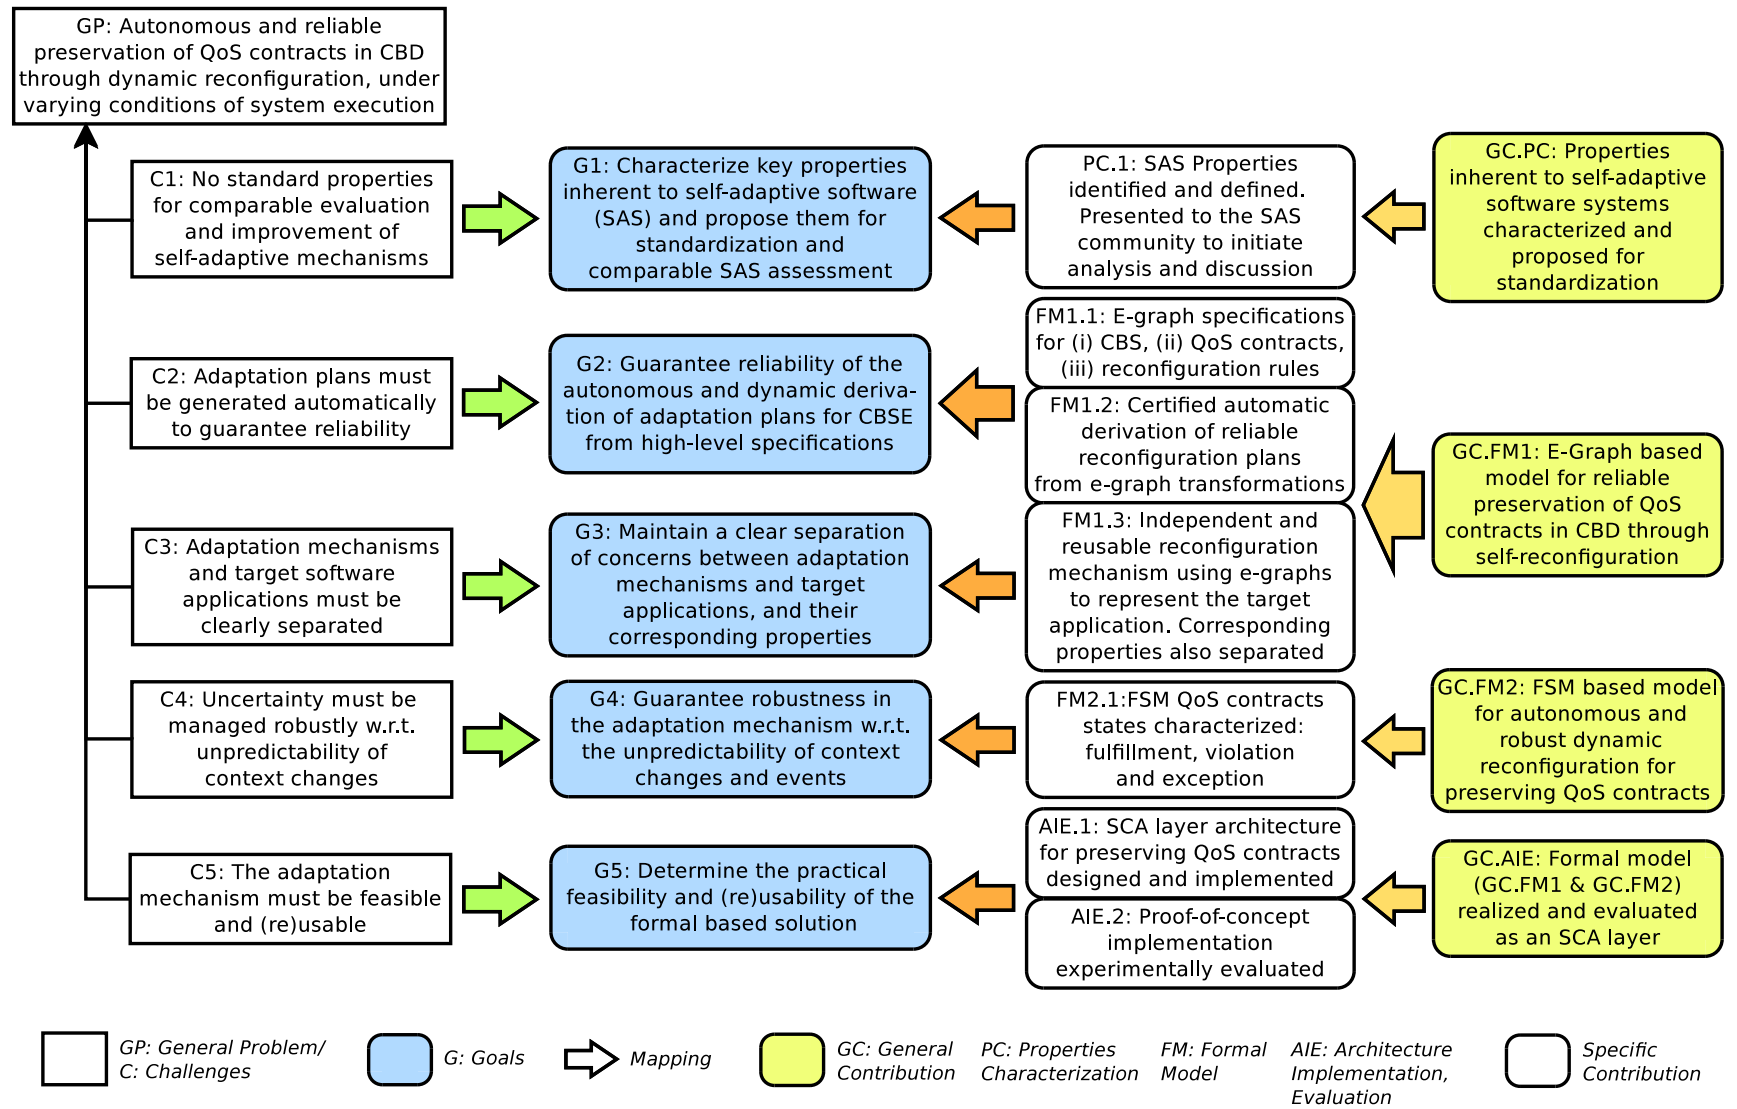 GP: Autonomous and reliable
preservation of QoS contracts in CBD
through dynamic reconfiguration, under
varying conditions of system execution
C1: No standard properties
for comparable evaluation
and improvement of
self-adaptive mechanisms
G1: Characterize key properties
inherent to self-adaptive software
(SAS) and propose them for
standardization and
comparable SAS assessment
PC.1: SAS Properties
identified and defined.
Presented to the SAS
community to initiate
analysis and discussion
GC.PC: Properties
inherent to self-adaptive
software systems
characterized and
proposed for
standardization
C2: Adaptation plans must
be generated automatically
to guarantee reliability
G2: Guarantee reliability of the
autonomous and dynamic deriva-
tion of adaptation plans for CBSE
from high-level specifications
FM1.1: E-graph specifications
for (i) CBS, (ii) QoS contracts,
(iii) reconfiguration rules
FM1.2: Certified automatic
derivation of reliable
reconfiguration plans
from e-graph transformations
GC.FM1: E-Graph based
model for reliable
preservation of QoS
contracts in CBD through
self-reconfiguration
C3: Adaptation mechanisms
and target software
applications must be
clearly separated
G3: Maintain a clear separation
of concerns between adaptation
mechanisms and target
applications, and their
corresponding properties
FM1.3: Independent and
reusable reconfiguration
mechanism using e-graphs
to represent the target
application. Corresponding
properties also separated
C4: Uncertainty must be
managed robustly w.r.t.
unpredictability of
context changes
G4: Guarantee robustness in
the adaptation mechanism w.r.t.
the unpredictability of context
changes and events
FM2.1:FSM QoS contracts
states characterized:
fulfillment, violation
and exception
GC.FM2: FSM based model
for autonomous and
robust dynamic
reconfiguration for
preserving QoS contracts
C5: The adaptation
mechanism must be feasible
and (re)usable
G5: Determine the practical
feasibility and (re)usability of the
formal based solution
AIE.1: SCA layer architecture
for preserving QoS contracts
designed and implemented
AIE.2: Proof-of-concept
implementation
experimentally evaluated
GC.AIE: Formal model
(GC.FM1 & GC.FM2)
realized and evaluated
as an SCA layer
GP: General Problem/
C: Challenges
G: Goals
Mapping
GC: General
Contribution
PC: Properties
Characterization
FM: Formal
Model
AIE: Architecture
Implementation,
Evaluation
Specific
Contribution